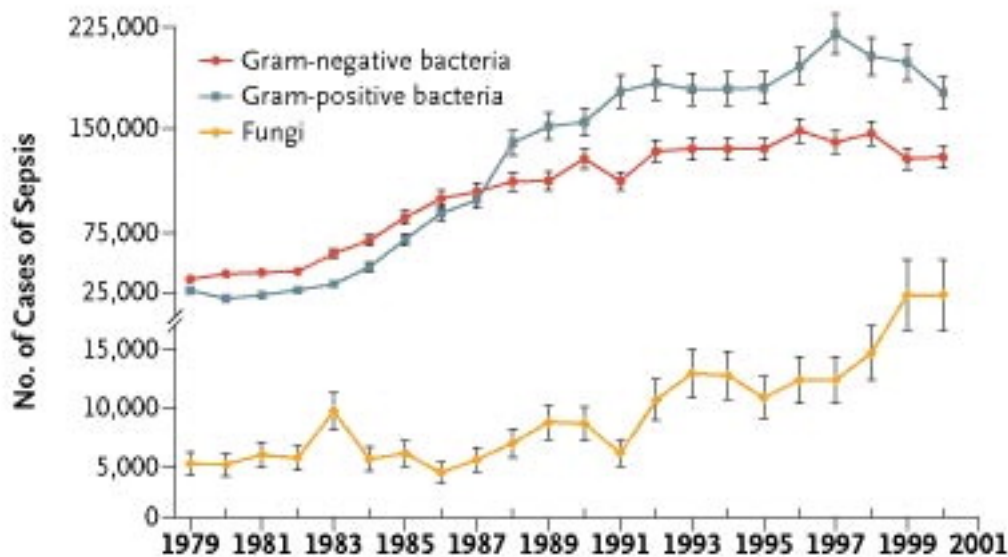 No. of Cases of Sepsis
225,000
150,000
75,000
25,000
15,000
10,000
5,000
0
Gram-negative bacteria
Gram-positive bacteria
Fungi
1979 1981 1983 1985 1987 1989 1991 1993 1995 1997 1999 2001